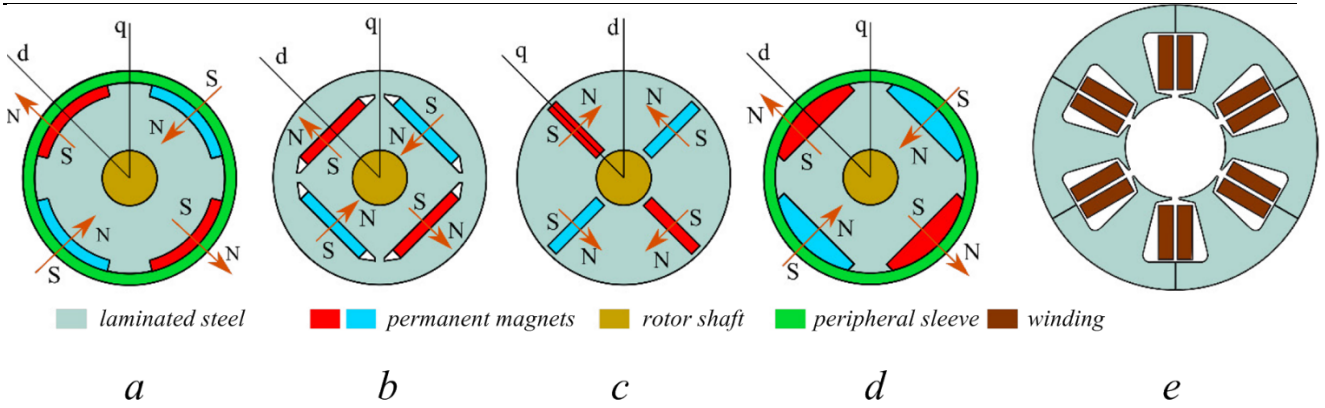 q
d
S
N
N
S
S
N
S
N
q
d
S
N
N
S
S
N
S
N
d
q
N
N
S
S
S
S
N
N
q
d
S
N
N
S
S
N
S
N
laminated steel
permanent magnets
rotor shaft
peripheral sleeve
winding
a
b
c
d
e